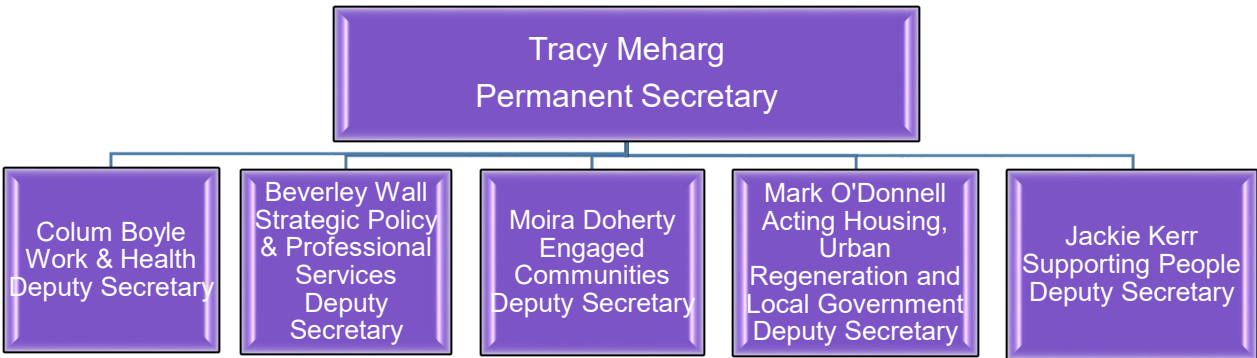 Tracy Meharg
Permanent Secretary
Colum Boyle
Work & Health
Deputy Secretary
Beverley Wall
Strategic Policy
& Professional
Services
Deputy
Secretary
Moira Doherty
Engaged
Communities
Deputy Secretary
Mark O'Donnell
Acting Housing,
Urban
Regeneration and
Local Government
Deputy Secretary
Jackie Kerr
Supporting People
Deputy Secretary